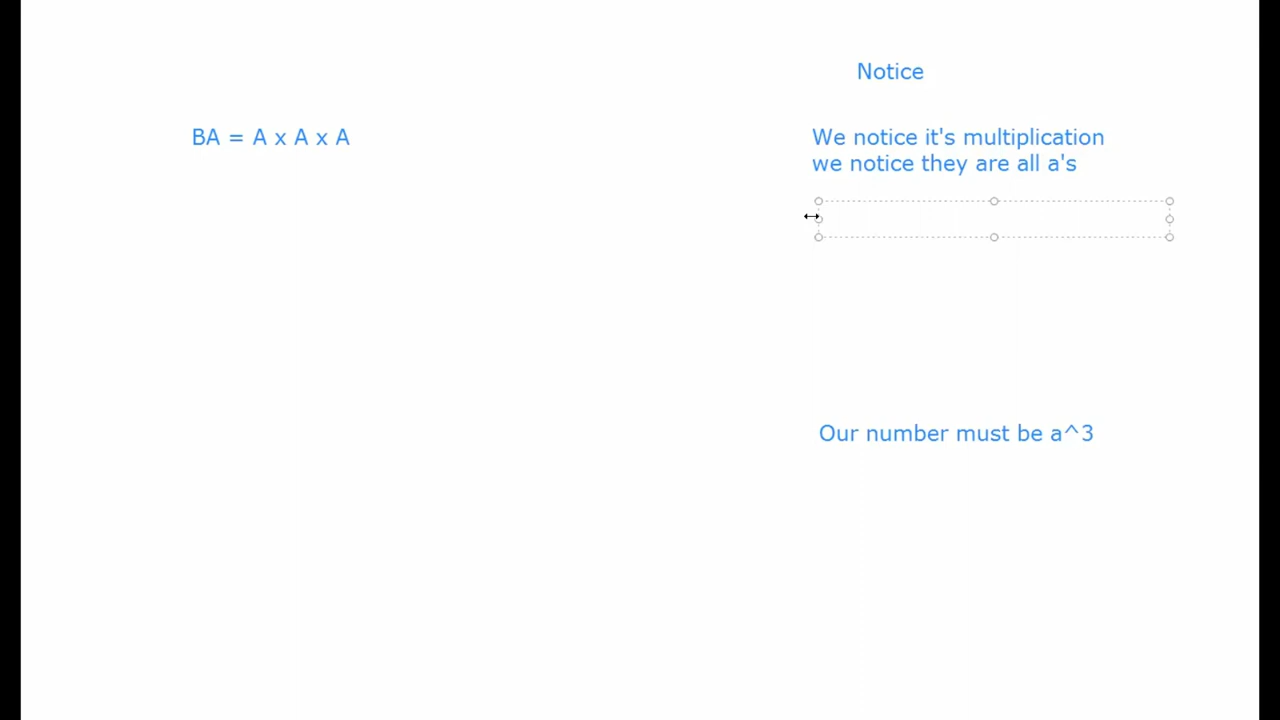 Notice
BA = A x A x A
We notice it's multiplication
we notice they are all a's
Our number must be a^3